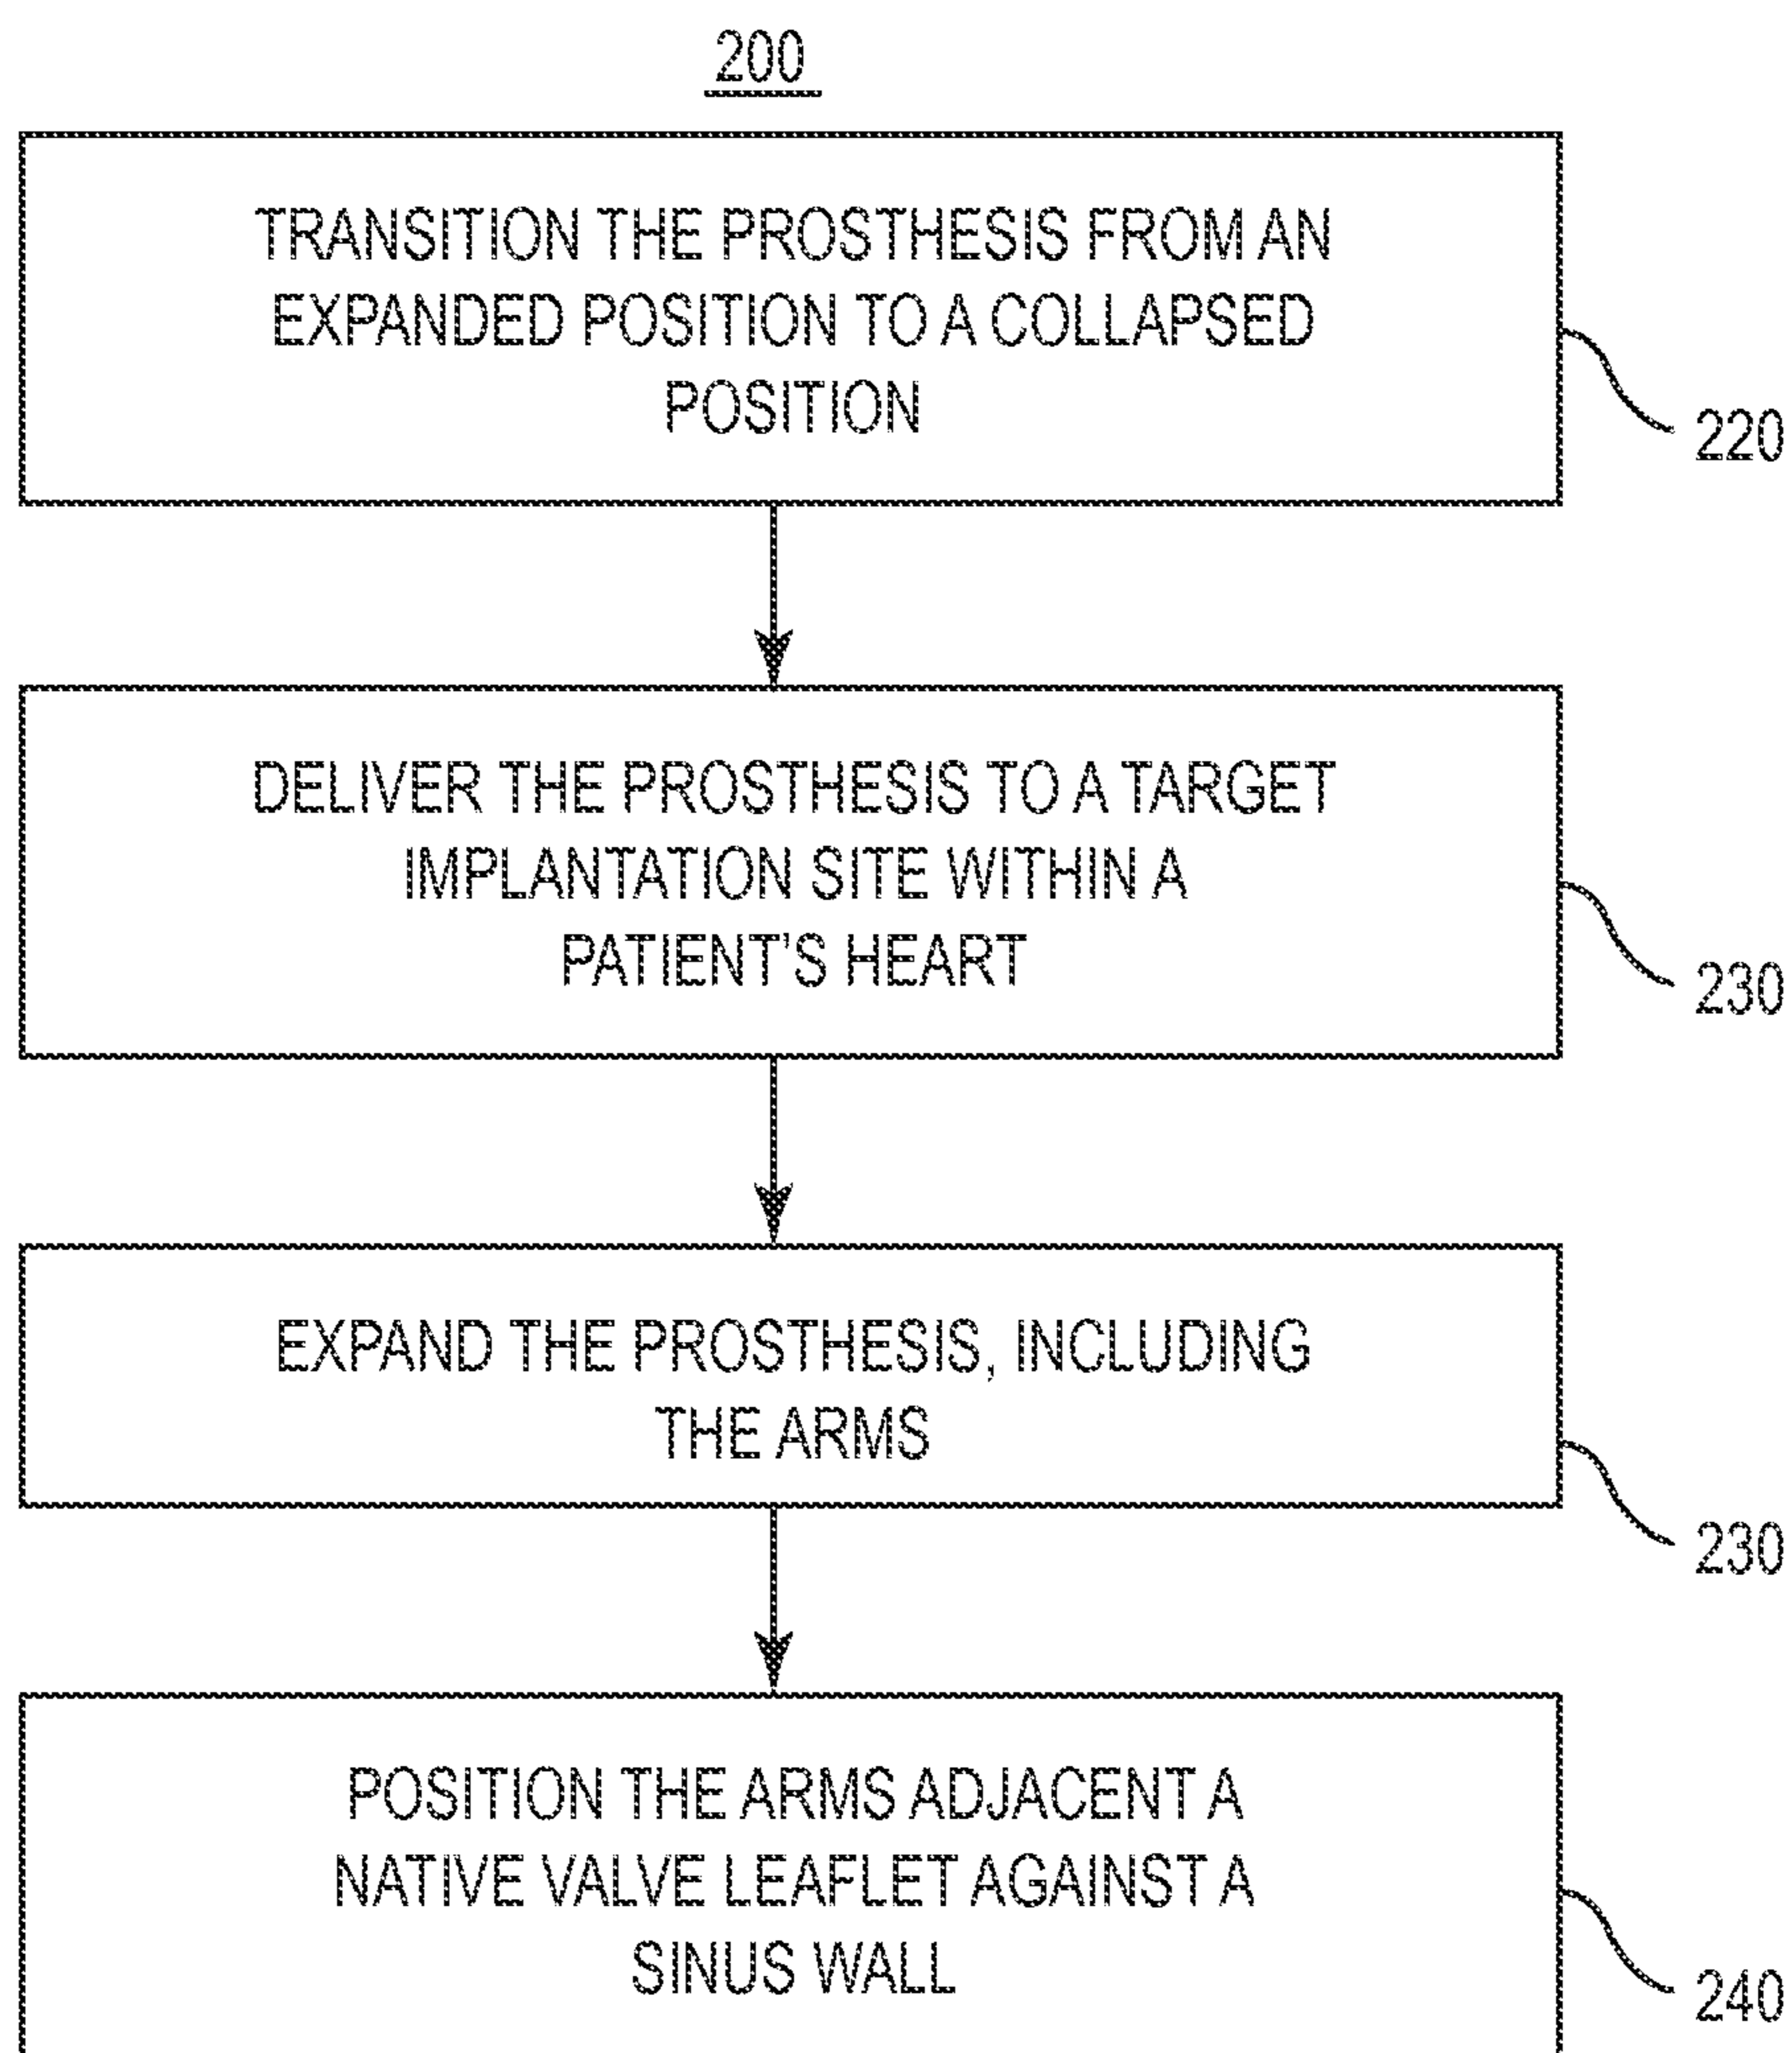 200
TRANSITION THE PROSTHESIS FROM AN
EXPANDED POSITION TO A COLLAPSED
POSITION
220
DELIVER THE PROSTHESIS TO A TARGET
IMPLANTATION SITE WITHIN A
PATIENT'S HEART
230
EXPAND THE PROSTHESIS, INCLUDING
THE ARMS
230
POSITION THE ARMS ADJACENT A
NATIVE VALVE LEAFLET AGAINST A
SINUS WALL
240